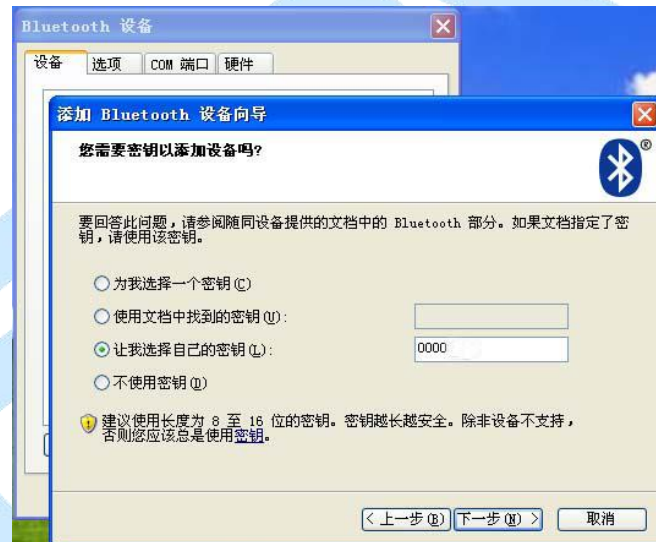 Bluetooth 设备
设备 选项 COM 端口 硬件
添加 Bluetooth 设备向导
您需要密钥以添加设备吗?
®
要回答此问题，请参阅随同设备提供的文档中的 Bluetooth 部分。如果文档指定了密
钥，请使用该密钥。
为我选择一个密钥(C)
使用文档中找到的密钥(U):
让我选择自己的密钥(L): 0000
不使用密钥(D)
建议使用长度为 8 至 16 位的密钥。密钥越长越安全。除非设备不支持，
否则您应该总是使用密钥。
< 上一步(B) 下一步(N) > 取消